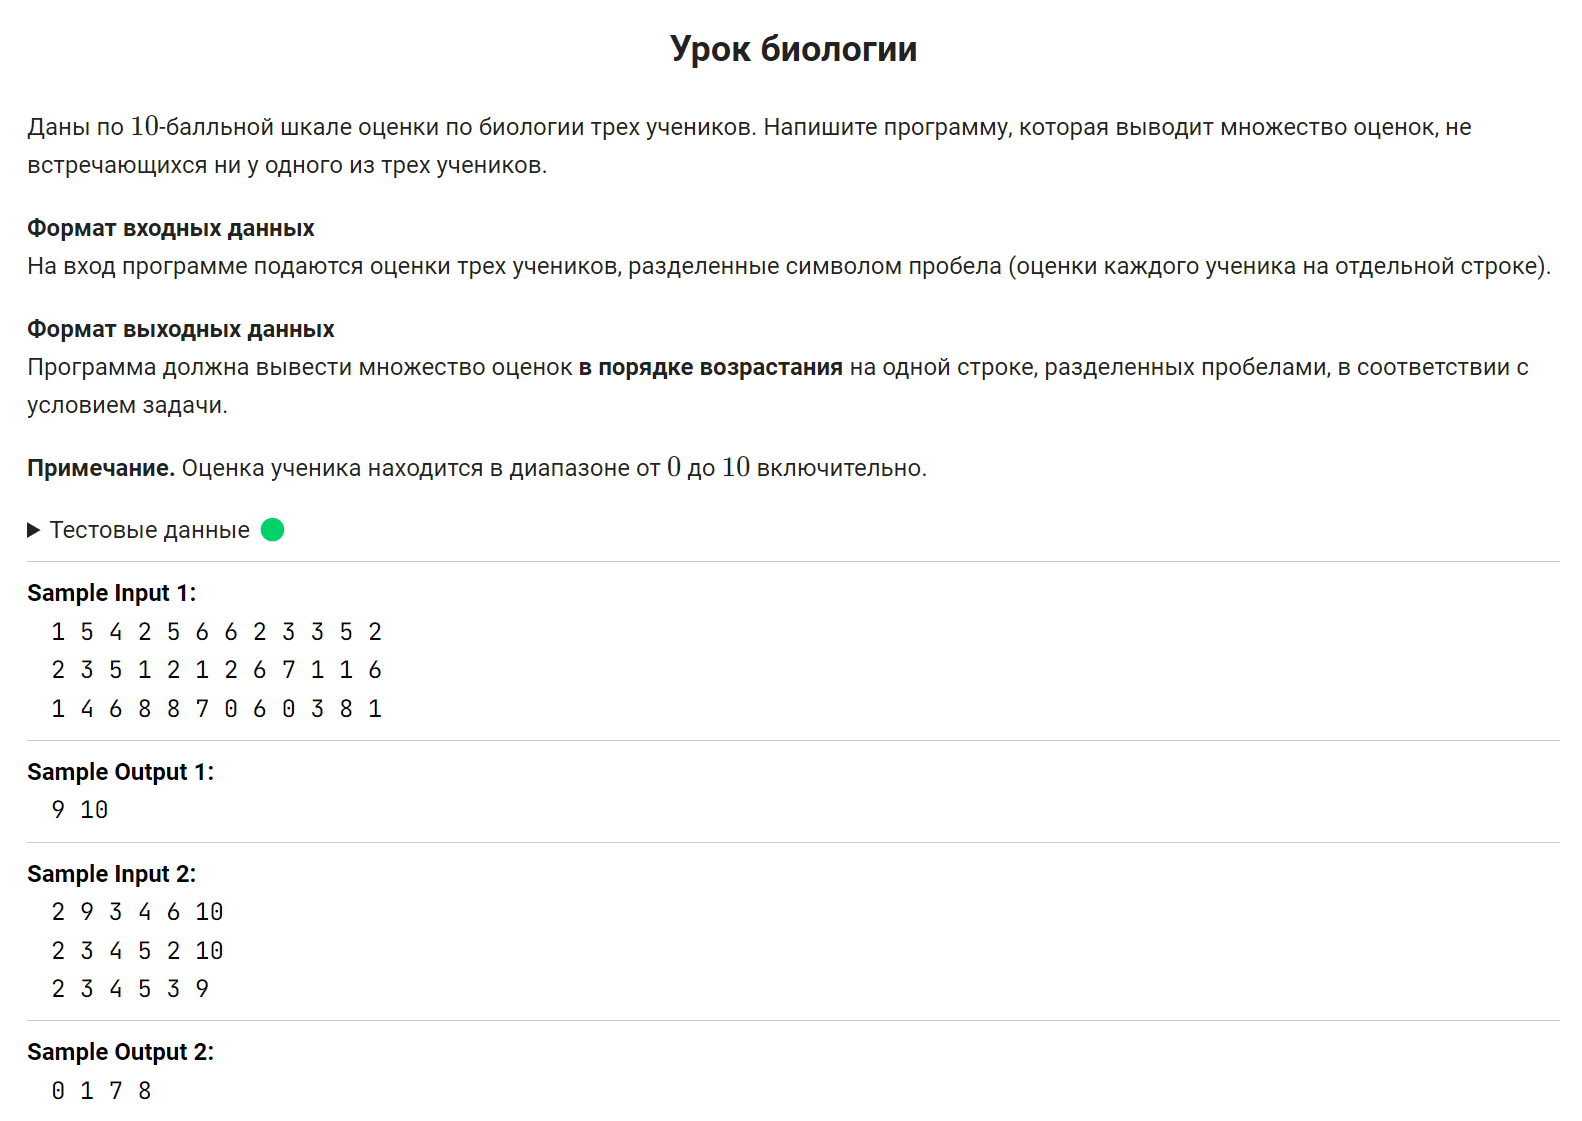 Урок биологии
Даны по 10-балльной шкале оценки по биологии трех учеников. Напишите программу, которая выводит множество оценок, не
встречающихся ни у одного из трех учеников.
Формат входных данных
На вход программе подаются оценки трех учеников, разделенные символом пробела (оценки каждого ученика на отдельной строке).
Формат выходных данных
Программа должна вывести множество оценок в порядке возрастания на одной строке, разделенных пробелами, в соответствии с
условием задачи.
Примечание. Оценка ученика находится в диапазоне от 0 до 10 включительно.
Тестовые данные
Sample Input 1:
1 5 4 2 5 6 6 2 3 3 5 2
2 3 5 1 2 1 2 6 7 1 1 6
1 4 6 8 8 7 0 6 0 3 8 1
Sample Output 1:
9 10
Sample Input 2:
2 9 3 4 6 10
2 3 4 5 2 10
2 3 4 5 3 9
Sample Output 2:
0 1 7 8